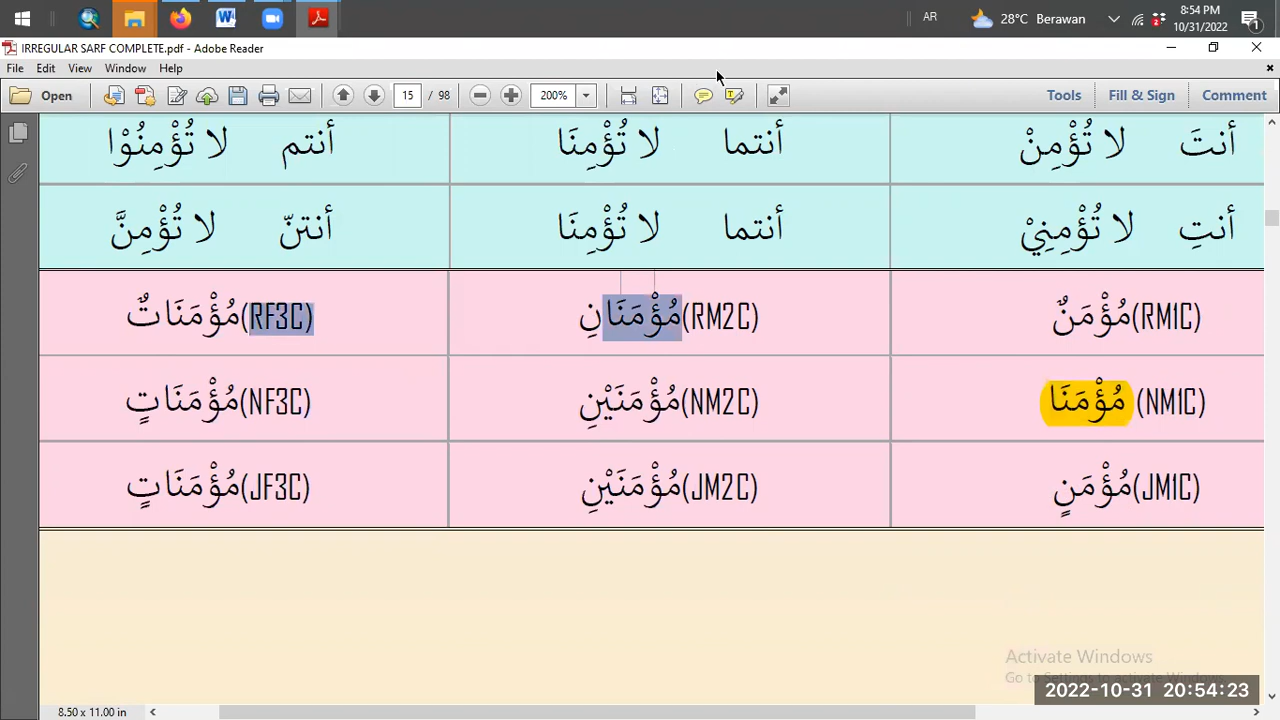 AR
28°C Berawan
8:54 PM
10/31/2022
IRREGULAR SARF COMPLETE.pdf - Adobe Reader
File Edit View Window Help
Open 15 / 98 200% Tools Fill & Sign Comment
أنتَ لا تُؤْمِنْ أنتما لا تُؤْمِنَا أنتم لا تُؤْمِنُوْا
أنتِ لا تُؤْمِنِيْ أنتما لا تُؤْمِنَا أنتنّ لا تُؤْمِنَّ
(RM1C)مُؤْمَنٌ (RM2C)مُؤْمَنَانِ (RF3C)مُؤْمَنَاتٌ
(NM1C) مُؤْمَنَا (NM2C)مُؤْمَنَيْنِ (NF3C)مُؤْمَنَاتٍ
(JM1C)مُؤْمَنٍ (JM2C)مُؤْمَنَيْنِ (JF3C)مُؤْمَنَاتٍ
Activate Windows
2022-10-31 20:54:23
8.50 x 11.00 in